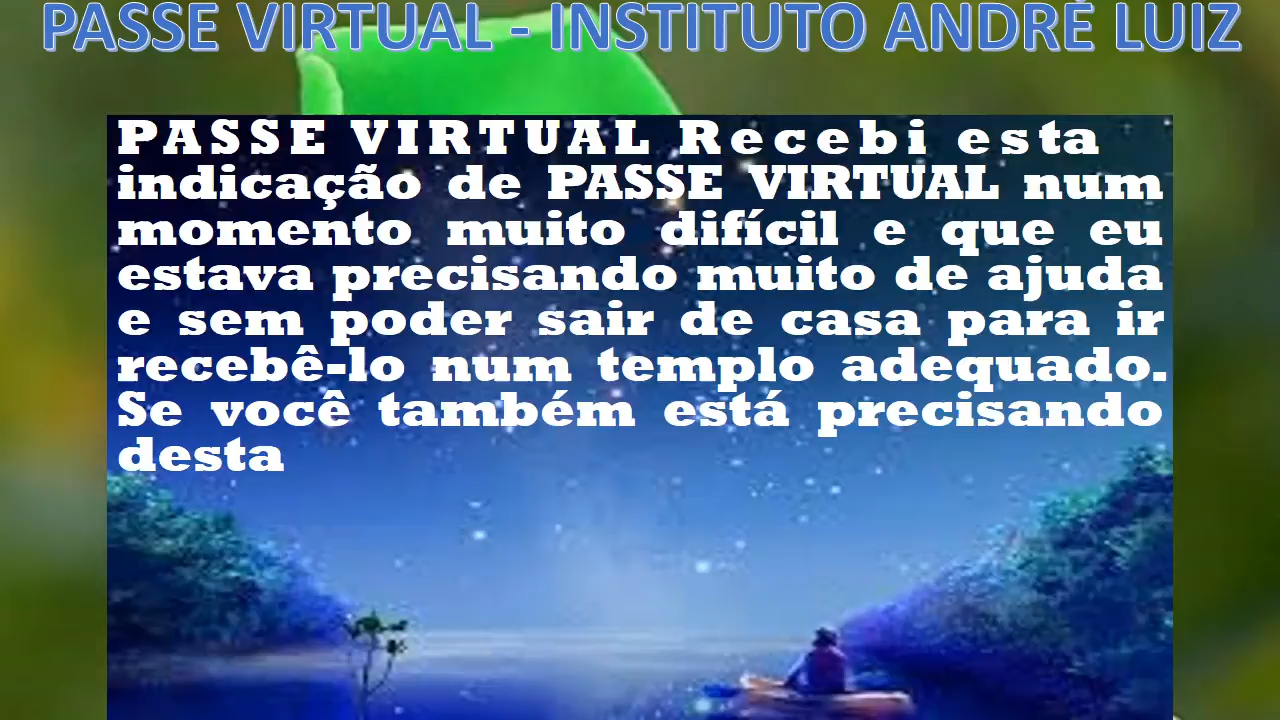 PASSE VIRTUAL - INSTITUTO ANDRÉ LUIZ
PASSE VIRTUAL Recebi esta
indicação de PASSE VIRTUAL num
momento muito difícil e que eu
estava precisando muito de ajuda
e sem poder sair de casa para ir
recebê-lo num templo adequado.
Se você também está precisando
desta